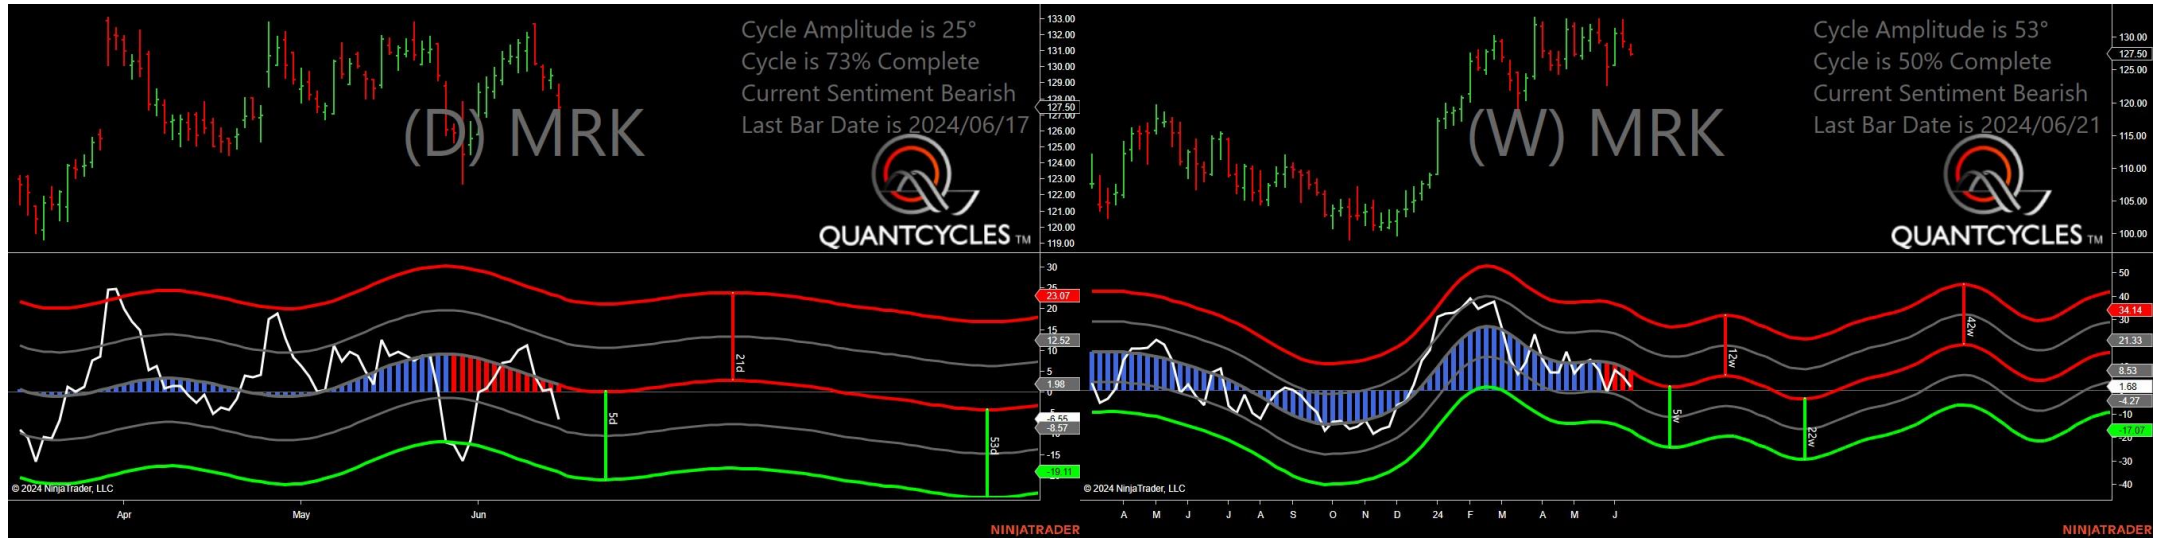 Cycle Amplitude is 25°
Cycle is 73% Complete
Current Sentiment Bearish
Last Bar Date is 2024/06/17
(D) MRK
QUANTCYCLES TM
133.00
132.00
131.00
130.00
129.00
128.00
127.50
127.00
126.00
125.00
124.00
123.00
122.00
121.00
120.00
119.00
30
25
23.07
20
15
12.52
10
5
1.98
0
-6.55
-8.57
-15
-19.11
5d
21d
53d
© 2024 NinjaTrader, LLC
Apr
May
Jun
NINJATRADER
Cycle Amplitude is 53°
Cycle is 50% Complete
Current Sentiment Bearish
Last Bar Date is 2024/06/21
(W) MRK
QUANTCYCLES TM
130.00
127.50
125.00
120.00
115.00
110.00
105.00
100.00
50
40
34.14
30
21.33
8.53
1.68
-4.27
-10
-17.07
-30
-40
5w
12w
22w
42w
© 2024 NinjaTrader, LLC
A M J J A S O N D 24 F M A M J
NINJATRADER